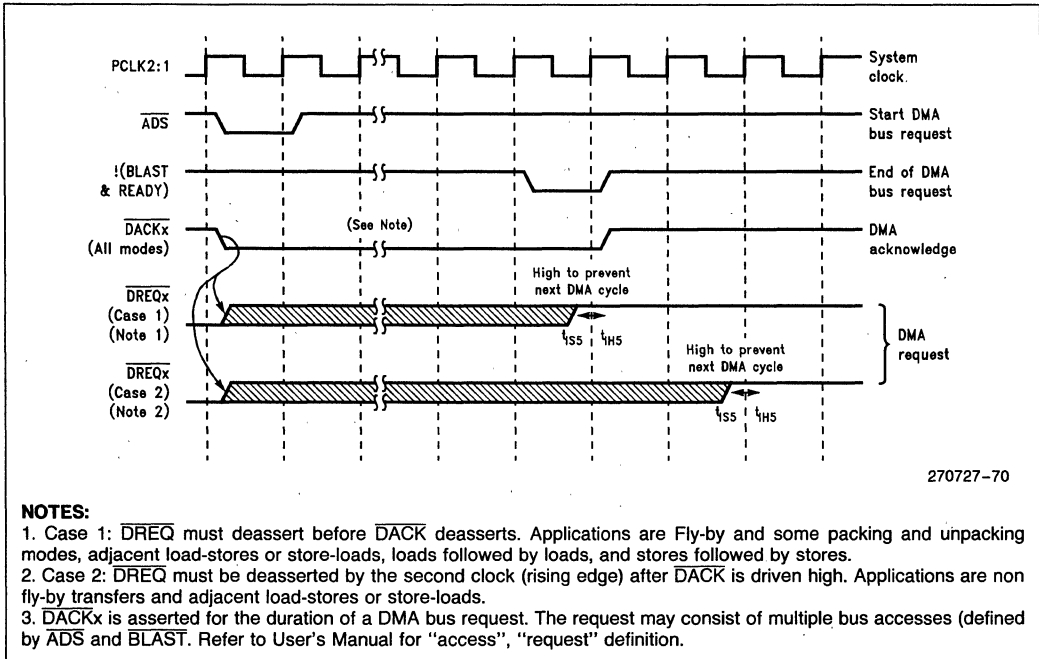 PCLK2:1
System
clock.
ADS
Start DMA
bus request
!(BLAST
& READY)
End of DMA
bus request
DACKx
(All modes)
(See Note)
DMA
acknowledge
High to prevent
next DMA cycle
DREQx
(Case 1)
(Note 1)
tIS5 tIH5
High to prevent
next DMA cycle
DMA
request
DREQx
(Case 2)
(Note 2)
tIS5 tIH5
270727-70
NOTES:
1. Case 1: DREQ must deassert before DACK deasserts. Applications are Fly-by and some packing and unpacking
modes, adjacent load-stores or store-loads, loads followed by loads, and stores followed by stores.
2. Case 2: DREQ must be deasserted by the second clock (rising edge) after DACK is driven high. Applications are non
fly-by transfers and adjacent load-stores or store-loads.
3. DACKx is asserted for the duration of a DMA bus request. The request may consist of multiple bus accesses (defined
by ADS and BLAST. Refer to User's Manual for "access", "request" definition.